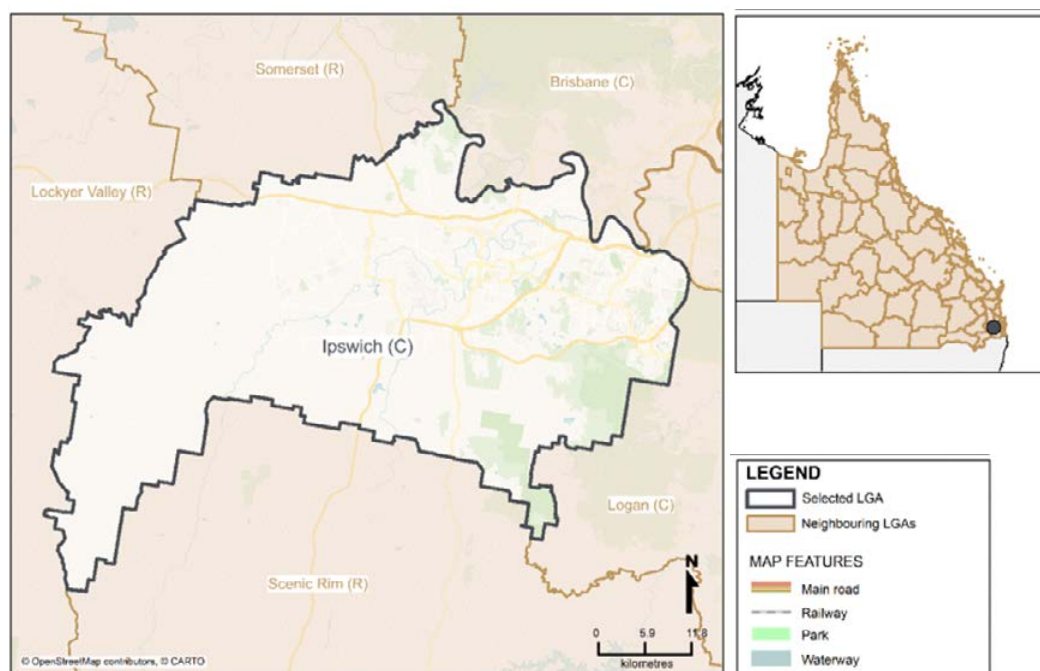 Somerset (R)
Brisbane (C)
Lockyer Valley (R)
Ipswich (C)
Logan (C)
Scenic Rim (R)
N
0 5.9 11.8
kilometres
© OpenStreetMap contributors, © CARTO
LEGEND
Selected LGA
Neighbouring LGAs
MAP FEATURES
Main road
Railway
Park
Waterway